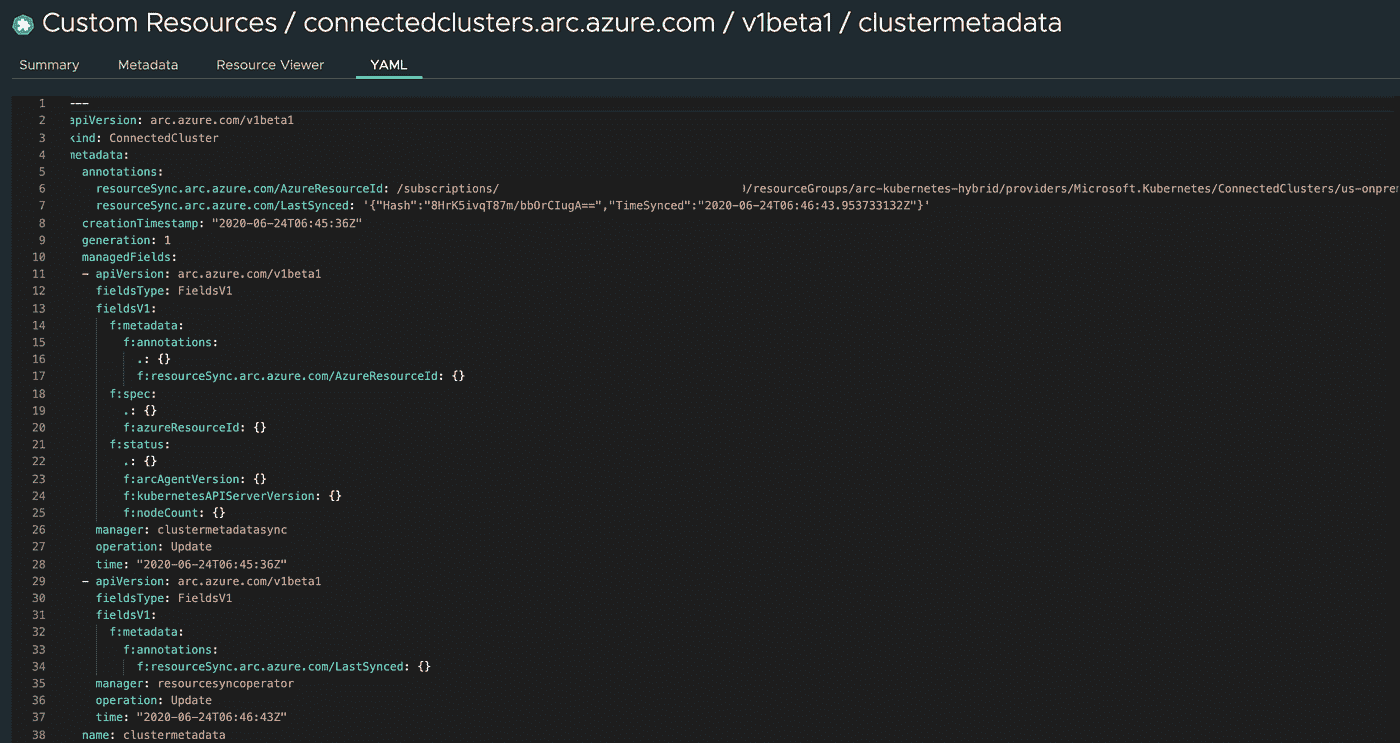 Custom Resources / connectedclusters.arc.azure.com / v1beta1 / clustermetadata
Summary Metadata Resource Viewer YAML
1 ---
2 apiVersion: arc.azure.com/v1beta1
3 kind: ConnectedCluster
4 metadata:
5 annotations:
6 resourceSync.arc.azure.com/AzureResourceId: /subscriptions/ /resourceGroups/arc-kubernetes-hybrid/providers/Microsoft.Kubernetes/ConnectedClusters/us-onprem
7 resourceSync.arc.azure.com/LastSynced: '{"Hash":"8HrK5ivqT87m/bbOrCIugA==","TimeSynced":"2020-06-24T06:46:43.953733132Z"}'
8 creationTimestamp: "2020-06-24T06:45:36Z"
9 generation: 1
10 managedFields:
11 - apiVersion: arc.azure.com/v1beta1
12 fieldsType: FieldsV1
13 fieldsV1:
14 f:metadata:
15 f:annotations:
16 .: {}
17 f:resourceSync.arc.azure.com/AzureResourceId: {}
18 f:spec:
19 .: {}
20 f:azureResourceId: {}
21 f:status:
22 .: {}
23 f:arcAgentVersion: {}
24 f:kubernetesAPIServerVersion: {}
25 f:nodeCount: {}
26 manager: clustermetadatasync
27 operation: Update
28 time: "2020-06-24T06:45:36Z"
29 - apiVersion: arc.azure.com/v1beta1
30 fieldsType: FieldsV1
31 fieldsV1:
32 f:metadata:
33 f:annotations:
34 f:resourceSync.arc.azure.com/LastSynced: {}
35 manager: resourcesyncoperator
36 operation: Update
37 time: "2020-06-24T06:46:43Z"
38 name: clustermetadata